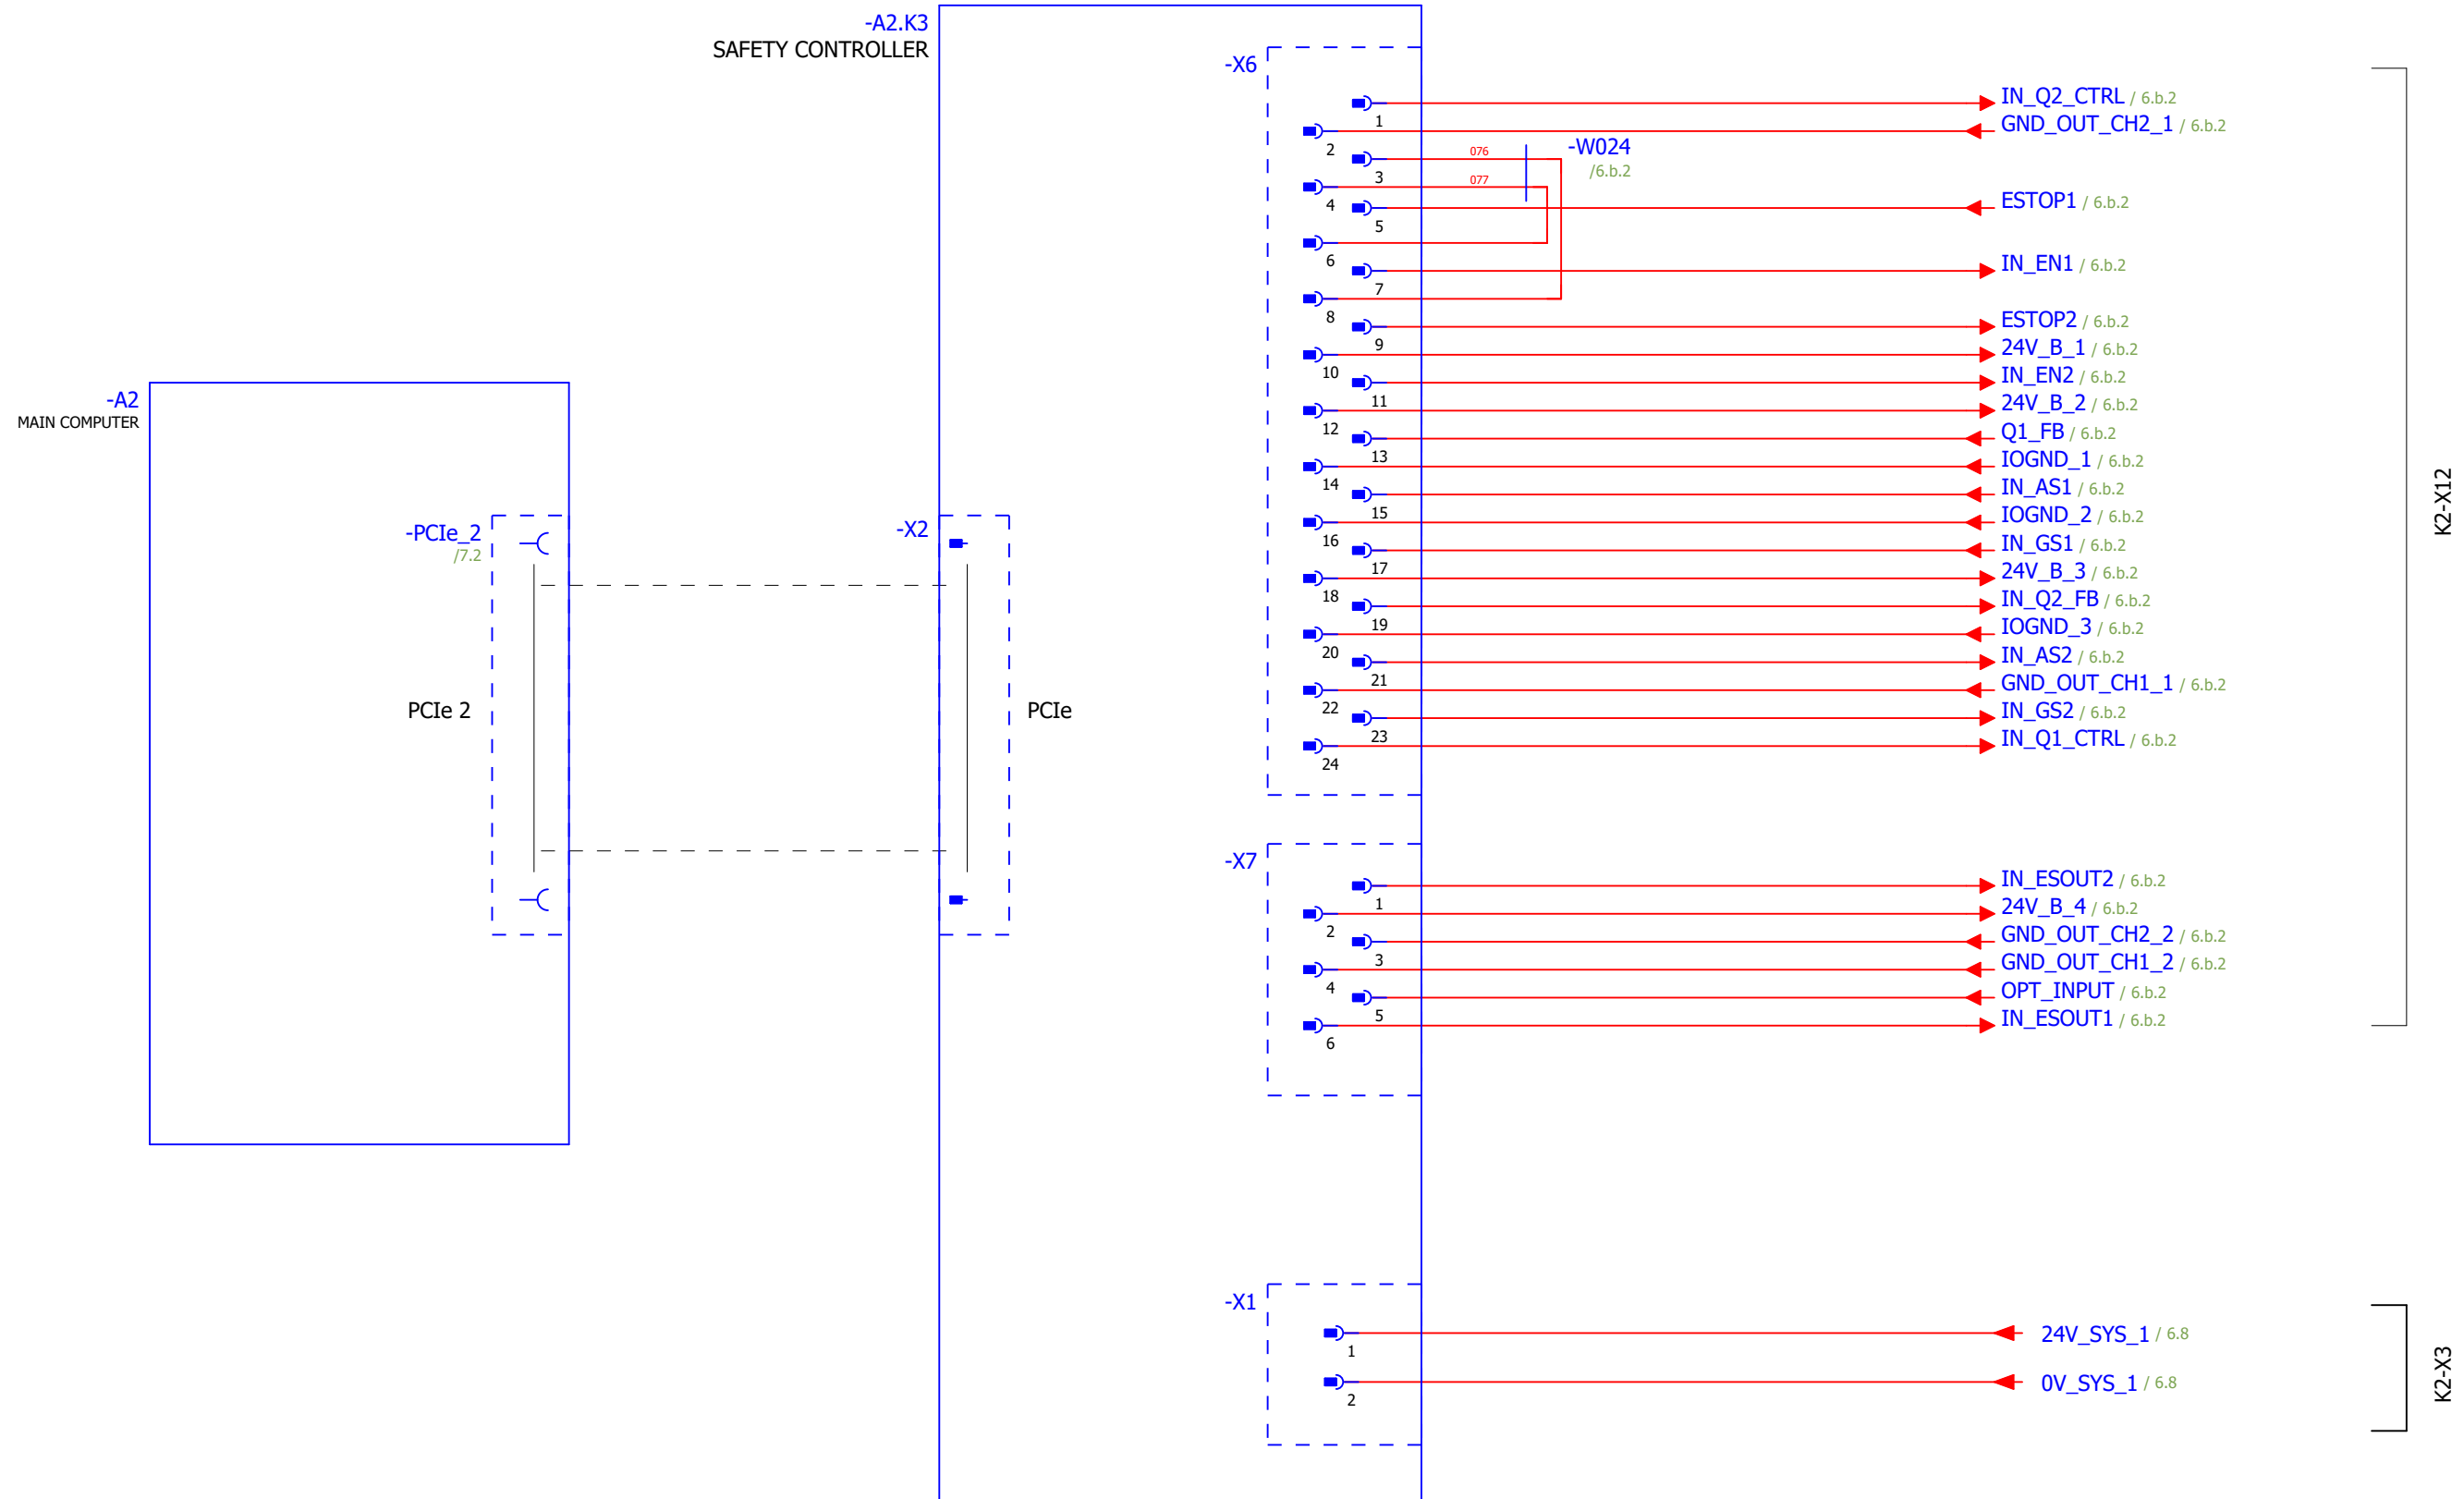 -A2.K3
SAFETY CONTROLLER
-A2
MAIN COMPUTER
-PCIe_2
/7.2
PCIe 2
-X2
PCIe
-X6
1 IN_Q2_CTRL / 6.b.2
2 GND_OUT_CH2_1 / 6.b.2
3 076 -W024
/6.b.2
4 077
5 ESTOP1 / 6.b.2
6
7 IN_EN1 / 6.b.2
8
9 ESTOP2 / 6.b.2
10 24V_B_1 / 6.b.2
11 IN_EN2 / 6.b.2
12 24V_B_2 / 6.b.2
13 Q1_FB / 6.b.2
14 IOGND_1 / 6.b.2
15 IN_AS1 / 6.b.2
16 IOGND_2 / 6.b.2
17 IN_GS1 / 6.b.2
18 24V_B_3 / 6.b.2
19 IN_Q2_FB / 6.b.2
20 IOGND_3 / 6.b.2
21 IN_AS2 / 6.b.2
22 GND_OUT_CH1_1 / 6.b.2
23 IN_GS2 / 6.b.2
24 IN_Q1_CTRL / 6.b.2
-X7
1 IN_ESOUT2 / 6.b.2
2 24V_B_4 / 6.b.2
3 GND_OUT_CH2_2 / 6.b.2
4 GND_OUT_CH1_2 / 6.b.2
5 OPT_INPUT / 6.b.2
6 IN_ESOUT1 / 6.b.2
K2-X12
-X1
1 24V_SYS_1 / 6.8
2 0V_SYS_1 / 6.8
K2-X3